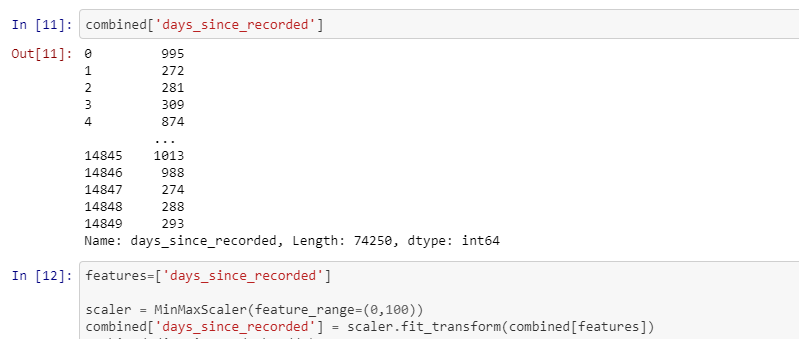 In [11]: combined['days_since_recorded']
Out[11]: 0 995
1 272
2 281
3 309
4 874
...
14845 1013
14846 988
14847 274
14848 288
14849 293
Name: days_since_recorded, Length: 74250, dtype: int64
In [12]: features=['days_since_recorded']
scaler = MinMaxScaler(feature_range=(0,100))
combined['days_since_recorded'] = scaler.fit_transform(combined[features])